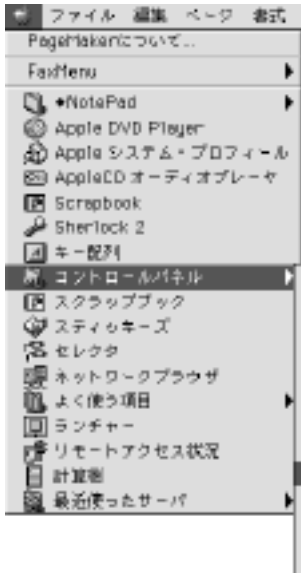 ファイル 編集 ページ 書式
PageMakerについて...
FaxMenu
●NotePad
Apple DVD Player
Apple システム・プロフィール
AppleCD オーディオプレーヤ
Scrapbook
Sherlock 2
キー配列
コントロールパネル
スクラップブック
スティッキーズ
セレクタ
ネットワークブラウザ
よく使う項目
ランチャー
リモートアクセス状況
計算機
最近使ったサーバ